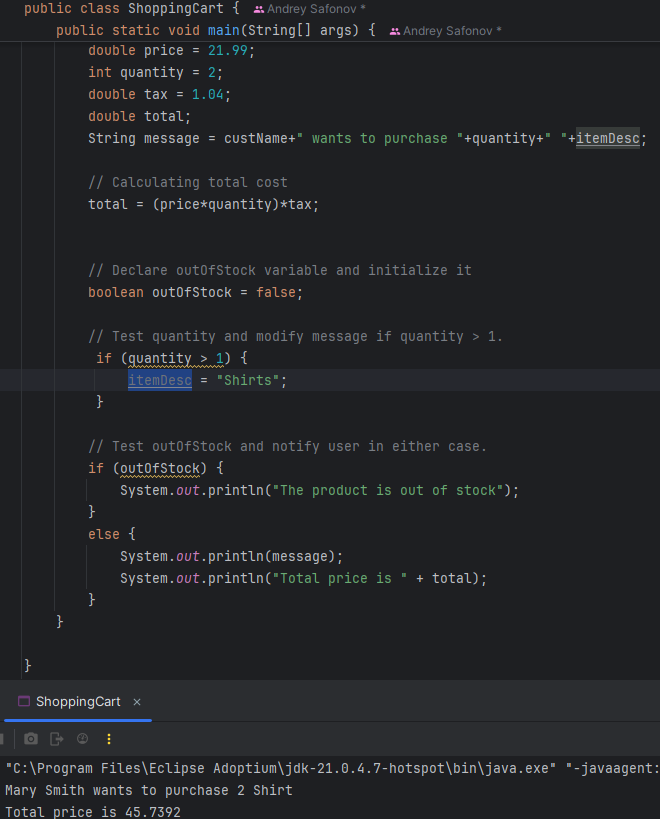 public class ShoppingCart { Andrey Safonov *
public static void main(String[] args) { Andrey Safonov *
double price = 21.99;
int quantity = 2;
double tax = 1.04;
double total;
String message = custName+" wants to purchase "+quantity+" "+itemDesc;
// Calculating total cost
total = (price*quantity)*tax;
// Declare outOfStock variable and initialize it
boolean outOfStock = false;
// Test quantity and modify message if quantity > 1.
if (quantity > 1) {
itemDesc = "Shirts";
}
// Test outOfStock and notify user in either case.
if (outOfStock) {
System.out.println("The product is out of stock");
}
else {
System.out.println(message);
System.out.println("Total price is " + total);
}
}
}
ShoppingCart ×
"C:\Program Files\Eclipse Adoptium\jdk-21.0.4.7-hotspot\bin\java.exe" "-javaagent:
Mary Smith wants to purchase 2 Shirt
Total price is 45.7392